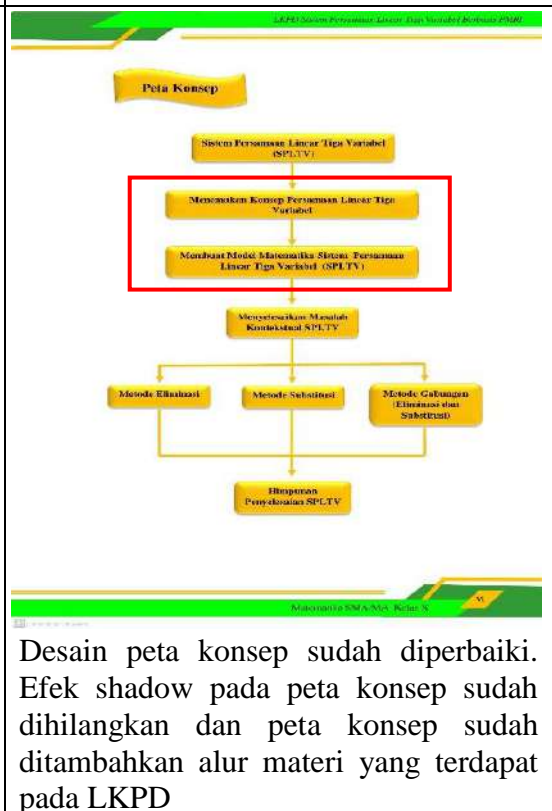 LKPD Sistem Persamaan Linear Tiga Variabel Berbasis PMRI
Peta Konsep
Sistem Persamaan Linear Tiga Variabel
(SPLTV)
Menemukan Konsep Persamaan Linear Tiga
Variabel
Membuat Model Matematika Sistem Persamaan
Linear Tiga Variabel (SPLTV)
Menyelesaikan Masalah
Kontekstual SPLTV
Metode Eliminasi
Metode Substitusi
Metode Gabungan
(Eliminasi dan
Substitusi)
Himpunan
Penyelesaian SPLTV
Matematika SMA/MA Kelas X
vi
Desain peta konsep sudah diperbaiki.
Efek shadow pada peta konsep sudah
dihilangkan dan peta konsep sudah
ditambahkan alur materi yang terdapat
pada LKPD